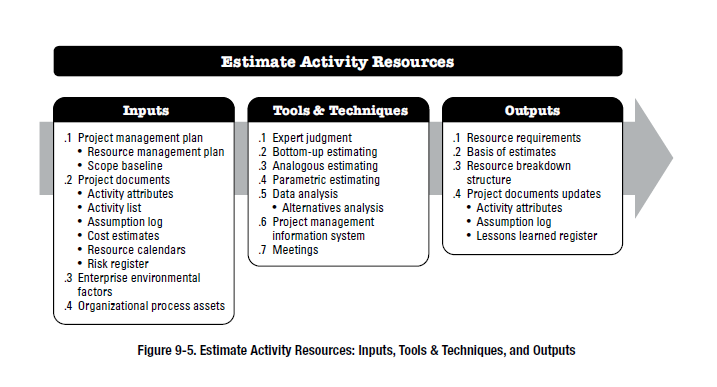 Estimate Activity Resources
Inputs
.1 Project management plan
• Resource management plan
• Scope baseline
.2 Project documents
• Activity attributes
• Activity list
• Assumption log
• Cost estimates
• Resource calendars
• Risk register
.3 Enterprise environmental
factors
.4 Organizational process assets
Tools & Techniques
.1 Expert judgment
.2 Bottom-up estimating
.3 Analogous estimating
.4 Parametric estimating
.5 Data analysis
• Alternatives analysis
.6 Project management
information system
.7 Meetings
Outputs
.1 Resource requirements
.2 Basis of estimates
.3 Resource breakdown
structure
.4 Project documents updates
• Activity attributes
• Assumption log
• Lessons learned register
Figure 9-5. Estimate Activity Resources: Inputs, Tools & Techniques, and Outputs